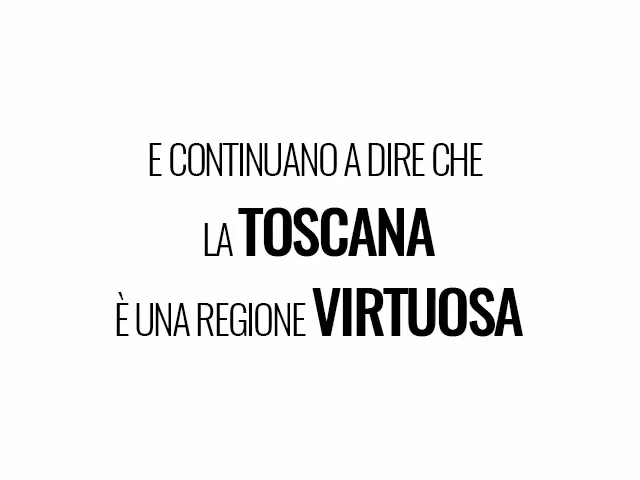 E CONTINUANO A DIRE CHE
LA TOSCANA
È UNA REGIONE VIRTUOSA